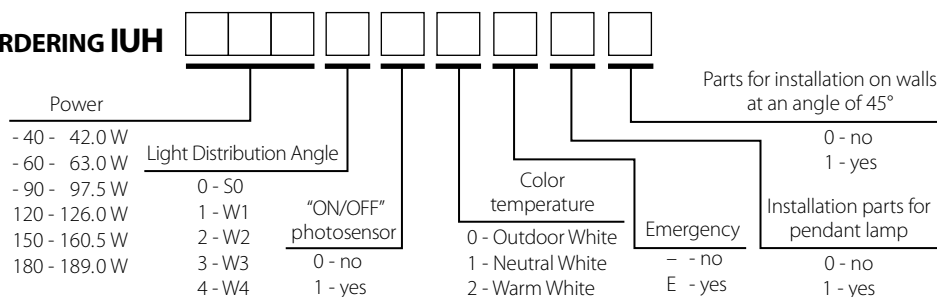 RDERING IUH
Parts for installation on walls
at an angle of 45°
0 - no
1 - yes
Power
- 40 - 42.0 W
- 60 - 63.0 W
- 90 - 97.5 W
120 - 126.0 W
150 - 160.5 W
180 - 189.0 W
Light Distribution Angle
0 - S0
1 - W1
2 - W2
3 - W3
4 - W4
"ON/OFF"
photosensor
0 - no
1 - yes
Color
temperature
0 - Outdoor White
1 - Neutral White
2 - Warm White
Emergency
– - no
E - yes
Installation parts for
pendant lamp
0 - no
1 - yes